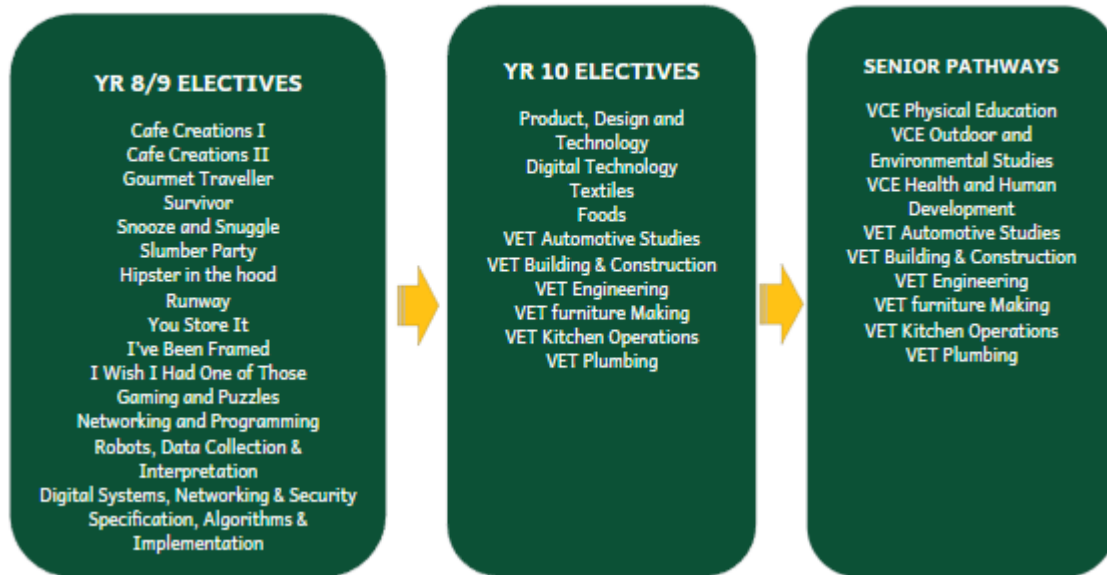 YR 8/9 ELECTIVES
Cafe Creations I
Cafe Creations II
Gourmet Traveller
Survivor
Snooze and Snuggle
Slumber Party
Hipster in the hood
Runway
You Store It
I've Been Framed
I Wish I Had One of Those
Gaming and Puzzles
Networking and Programming
Robots, Data Collection &
Interpretation
Digital Systems, Networking & Security
Specification, Algorithms &
Implementation
YR 10 ELECTIVES
Product, Design and
Technology
Digital Technology
Textiles
Foods
VET Automotive Studies
VET Building & Construction
VET Engineering
VET furniture Making
VET Kitchen Operations
VET Plumbing
SENIOR PATHWAYS
VCE Physical Education
VCE Outdoor and
Environmental Studies
VCE Health and Human
Development
VET Automotive Studies
VET Building & Construction
VET Engineering
VET furniture Making
VET Kitchen Operations
VET Plumbing